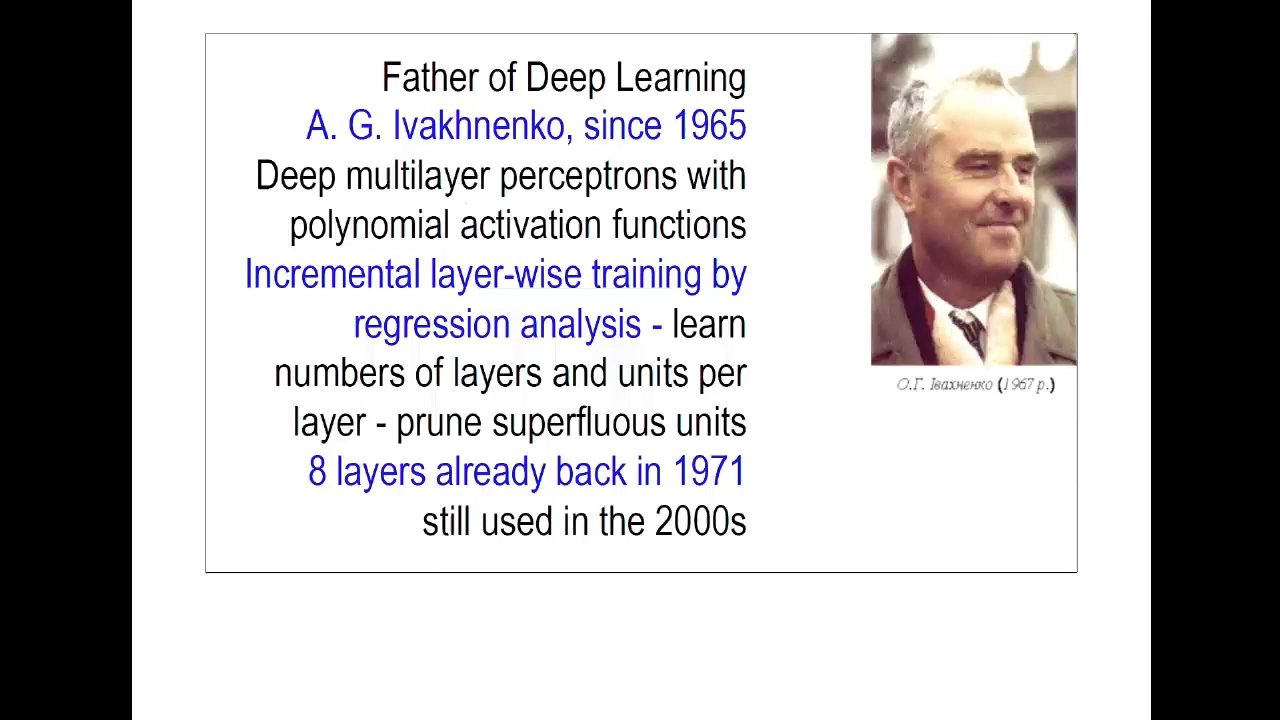 Father of Deep Learning
A. G. Ivakhnenko, since 1965
Deep multilayer perceptrons with
polynomial activation functions
Incremental layer-wise training by
regression analysis - learn
numbers of layers and units per
layer - prune superfluous units
8 layers already back in 1971
still used in the 2000s
О.Г. Івахненко (1967 р.)